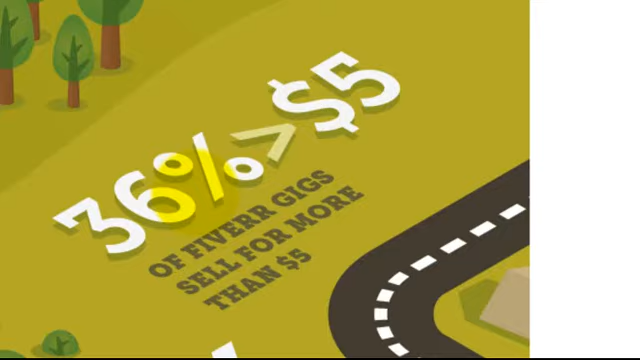 36% > $5
OF FIVERR GIGS
SELL FOR MORE
THAN $5